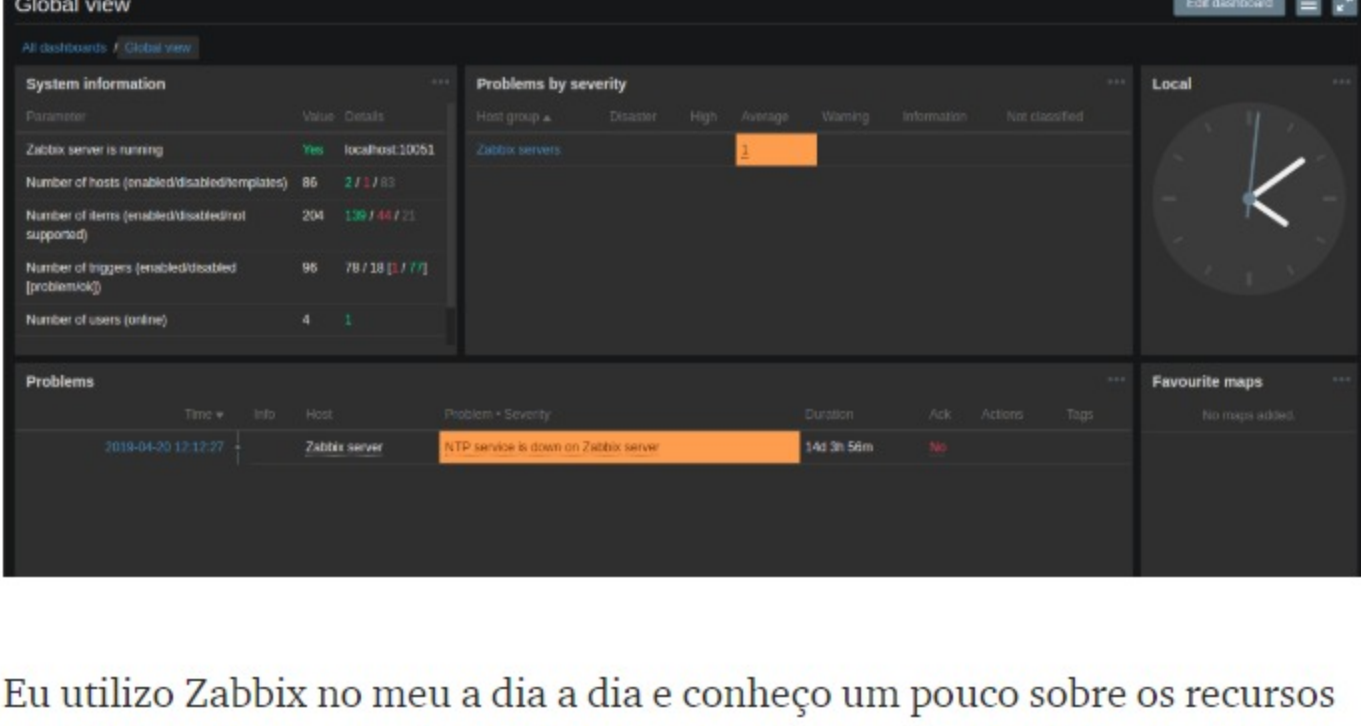 Global view
Edit dashboard
All dashboards / Global view
System information
Parameter Value Details
Zabbix server is running Yes localhost:10051
Number of hosts (enabled/disabled/templates) 86 2 / 1 / 83
Number of items (enabled/disabled/not
supported) 204 139 / 44 / 21
Number of triggers (enabled/disabled
[problem/ok]) 96 78 / 18 [1 / 77]
Number of users (online) 4 1
Problems by severity
Host group Disaster High Average Warning Information Not classified
Zabbix servers 1
Local
Problems
Time Info Host Problem • Severity Duration Ack Actions Tags
2019-04-20 12:12:27 Zabbix server NTP service is down on Zabbix server 14d 3h 56m No
Favourite maps
No maps added.
Eu utilizo Zabbix no meu a dia a dia e conheço um pouco sobre os recursos